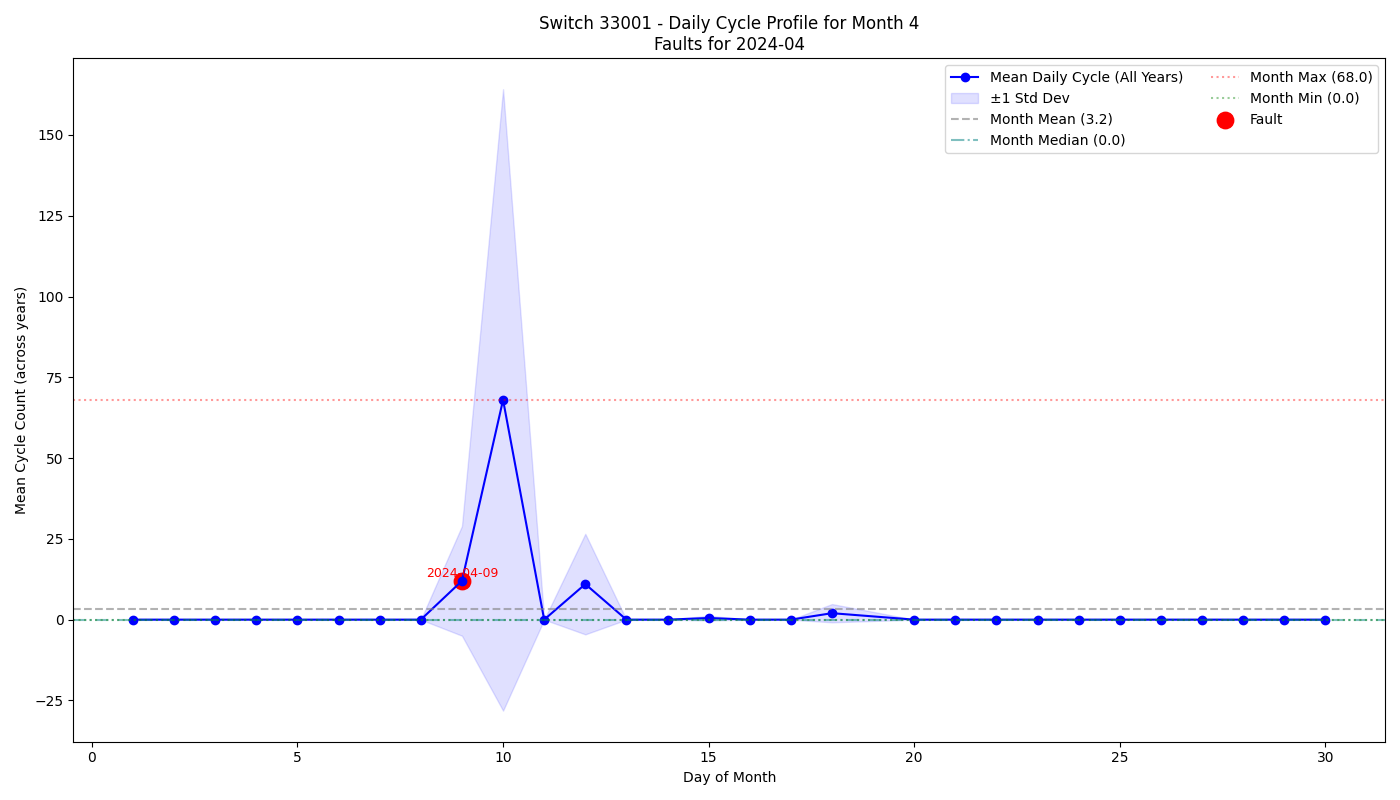 Switch 33001 - Daily Cycle Profile for Month 4
Faults for 2024-04
Mean Daily Cycle (All Years)
±1 Std Dev
Month Mean (3.2)
Month Median (0.0)
Month Max (68.0)
Month Min (0.0)
Fault
Mean Cycle Count (across years)
150
125
100
75
50
25
0
−25
2024-04-09
0
5
10
15
20
25
30
Day of Month